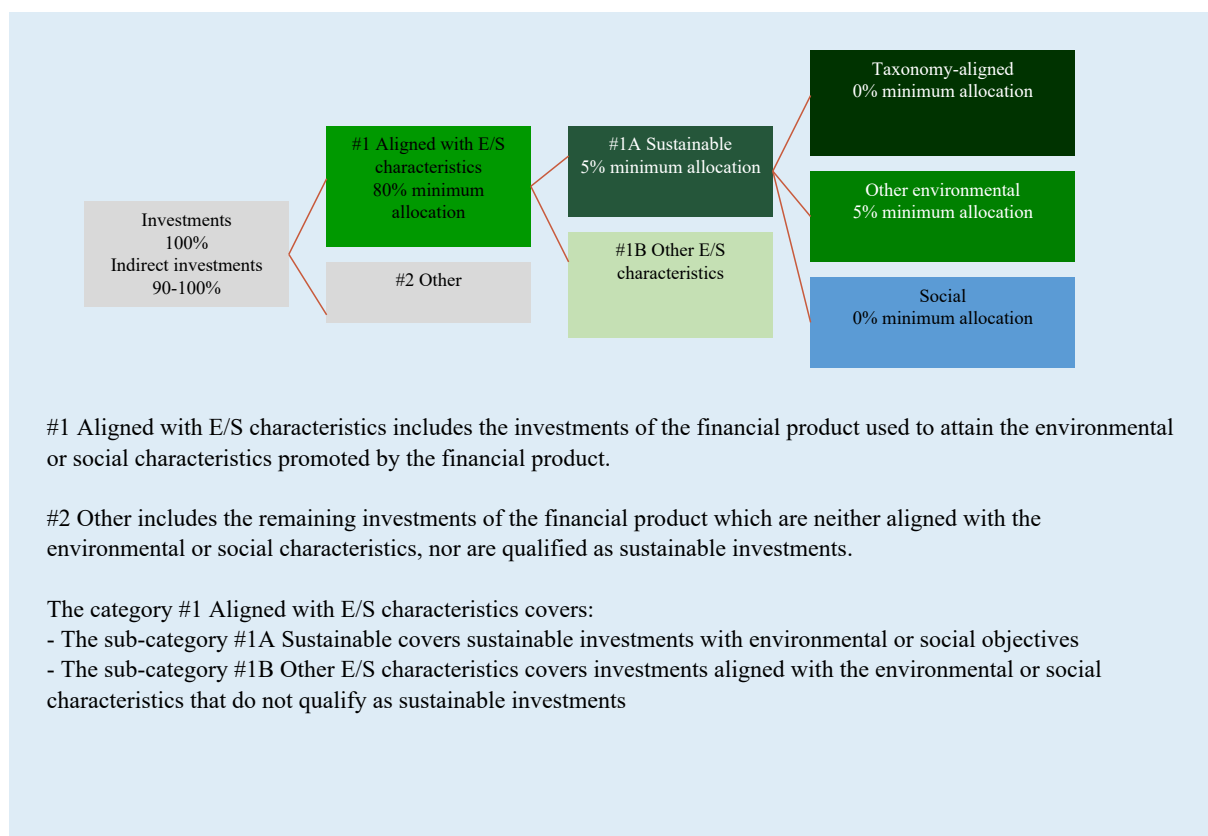 Investments
100%
Indirect investments
90-100%
#1 Aligned with E/S
characteristics
80% minimum
allocation
#2 Other
#1A Sustainable
5% minimum allocation
#1B Other E/S
characteristics
Taxonomy-aligned
0% minimum allocation
Other environmental
5% minimum allocation
Social
0% minimum allocation
#1 Aligned with E/S characteristics includes the investments of the financial product used to attain the environmental
or social characteristics promoted by the financial product.
#2 Other includes the remaining investments of the financial product which are neither aligned with the
environmental or social characteristics, nor are qualified as sustainable investments.
The category #1 Aligned with E/S characteristics covers:
- The sub-category #1A Sustainable covers sustainable investments with environmental or social objectives
- The sub-category #1B Other E/S characteristics covers investments aligned with the environmental or social
characteristics that do not qualify as sustainable investments